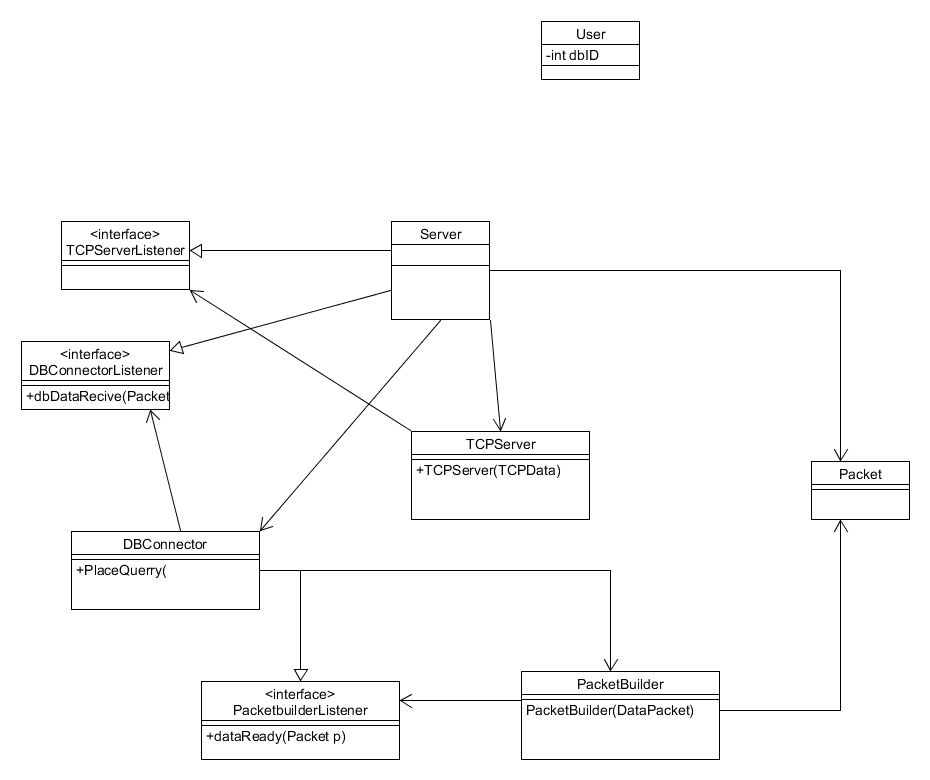 User
-int dbID
<interface>
TCPServerListener
Server
<interface>
DBConnectorListener
+dbDataRecive(Packet
TCPServer
+TCPServer(TCPData)
Packet
DBConnector
+PlaceQuerry(
<interface>
PacketbuilderListener
+dataReady(Packet p)
PacketBuilder
PacketBuilder(DataPacket)